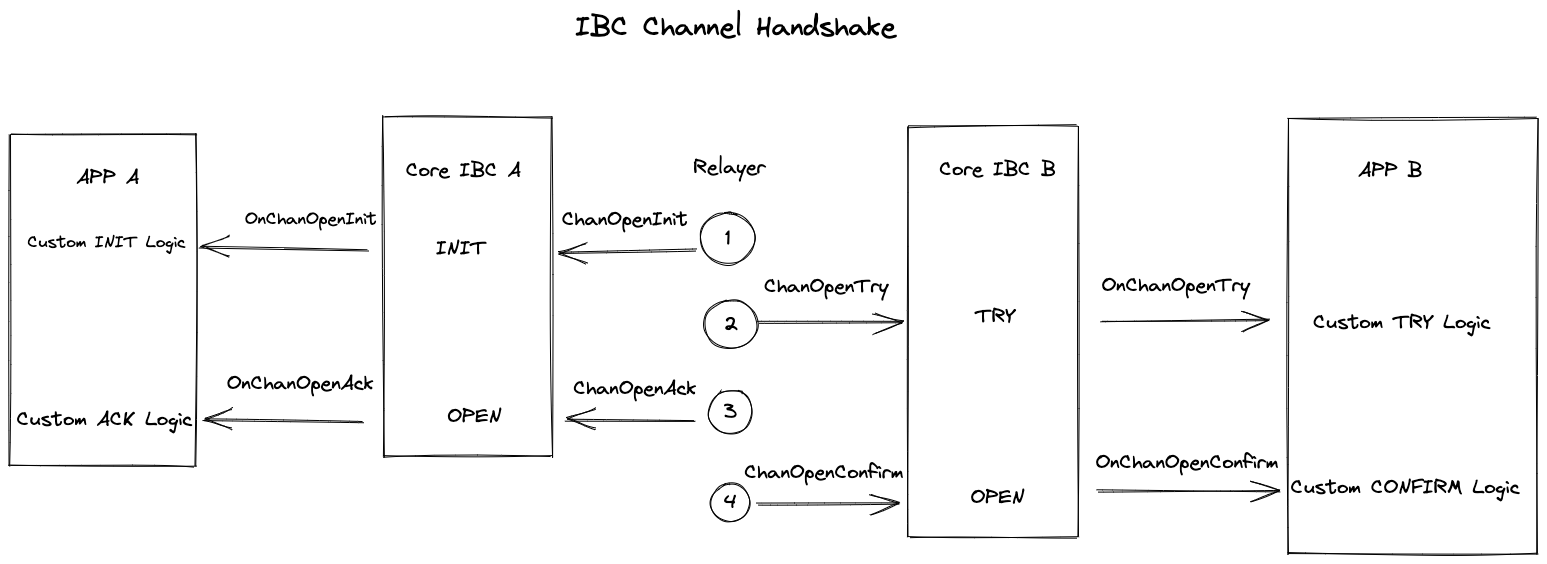 IBC Channel Handshake
APP A
Core IBC A
Relayer
Core IBC B
APP B
OnChanOpenInit
ChanOpenInit
Custom INIT Logic
INIT
1
ChanOpenTry
OnChanOpenTry
2
TRY
Custom TRY Logic
OnChanOpenAck
ChanOpenAck
Custom ACK Logic
OPEN
3
ChanOpenConfirm
OnChanOpenConfirm
4
OPEN
Custom CONFIRM Logic